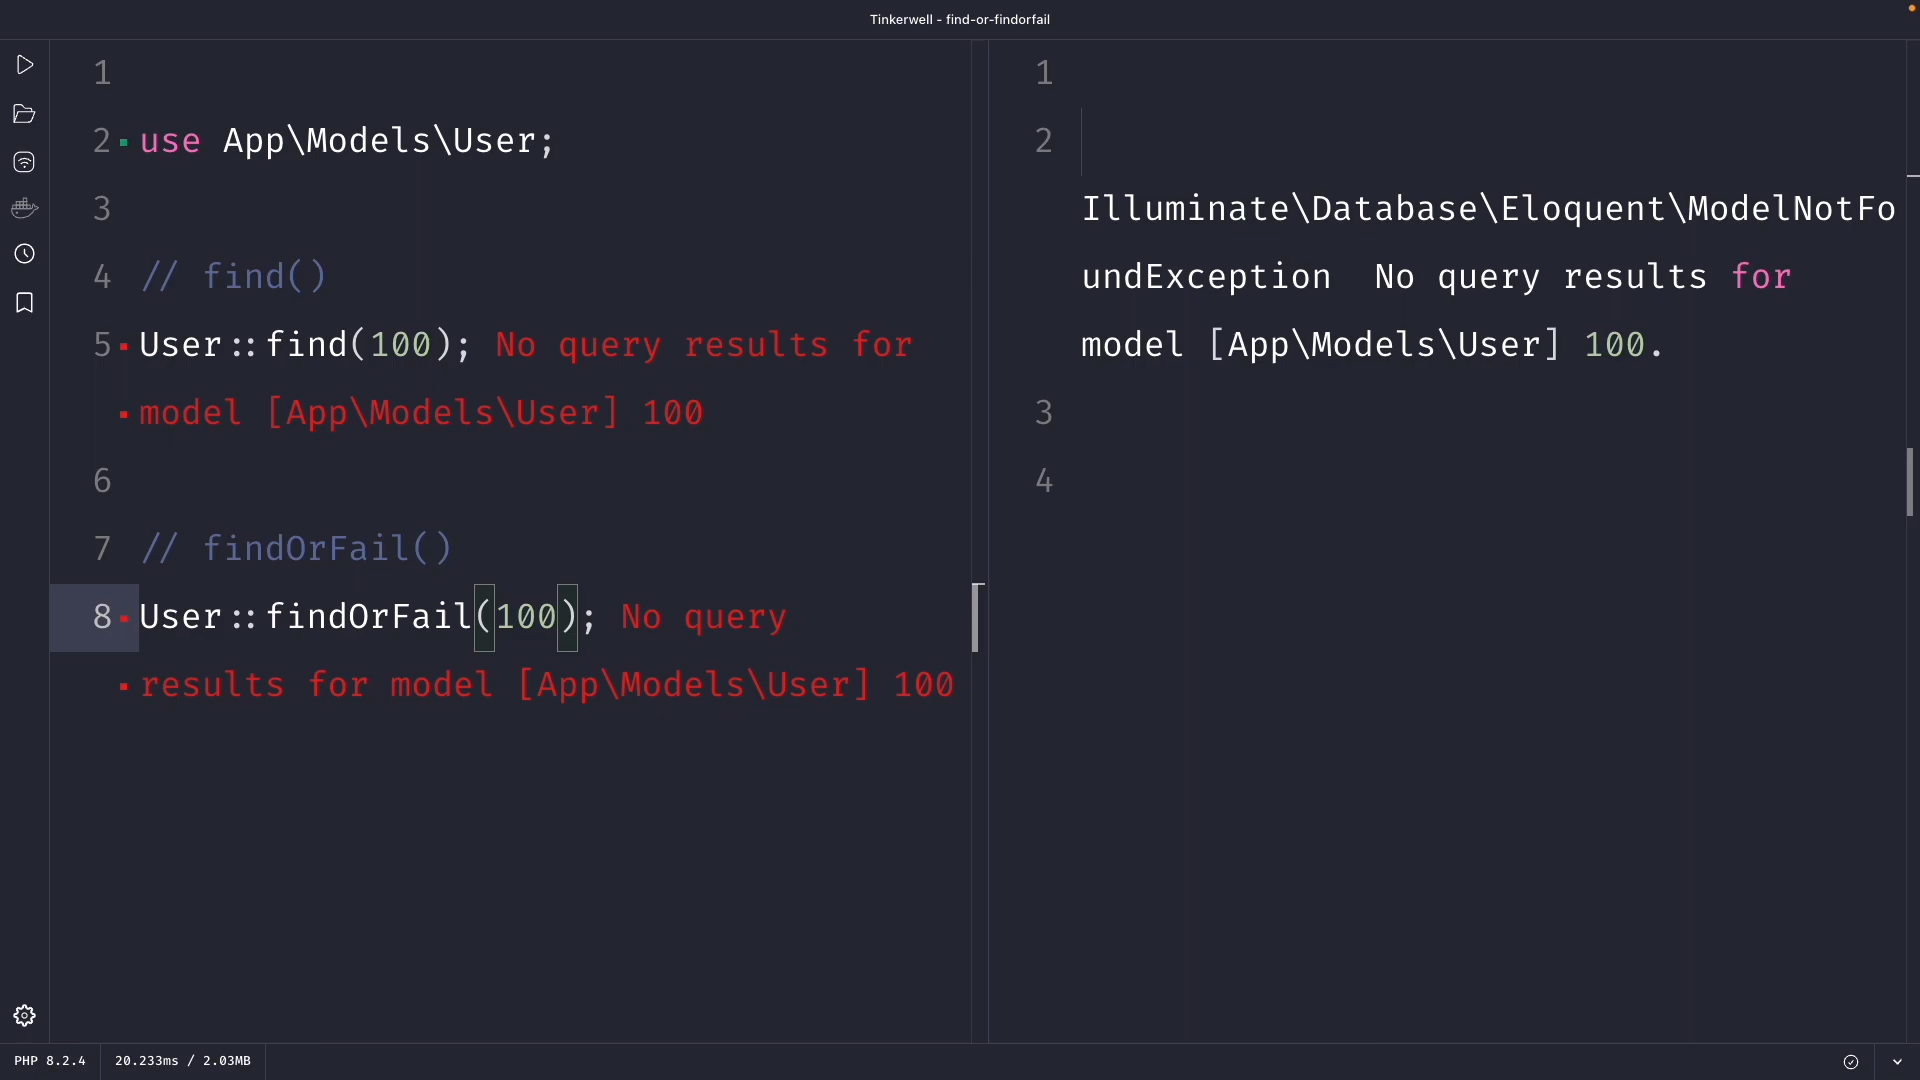 Tinkerwell - find-or-findorfail
1
2 use App\Models\User;
3
4 // find()
5 User::find(100); No query results for
model [App\Models\User] 100
6
7 // findOrFail()
8 User::findOrFail(100); No query
results for model [App\Models\User] 100
1
2
Illuminate\Database\Eloquent\ModelNotFo
undException  No query results for
model [App\Models\User] 100.
3
4
PHP 8.2.4
20.233ms / 2.03MB